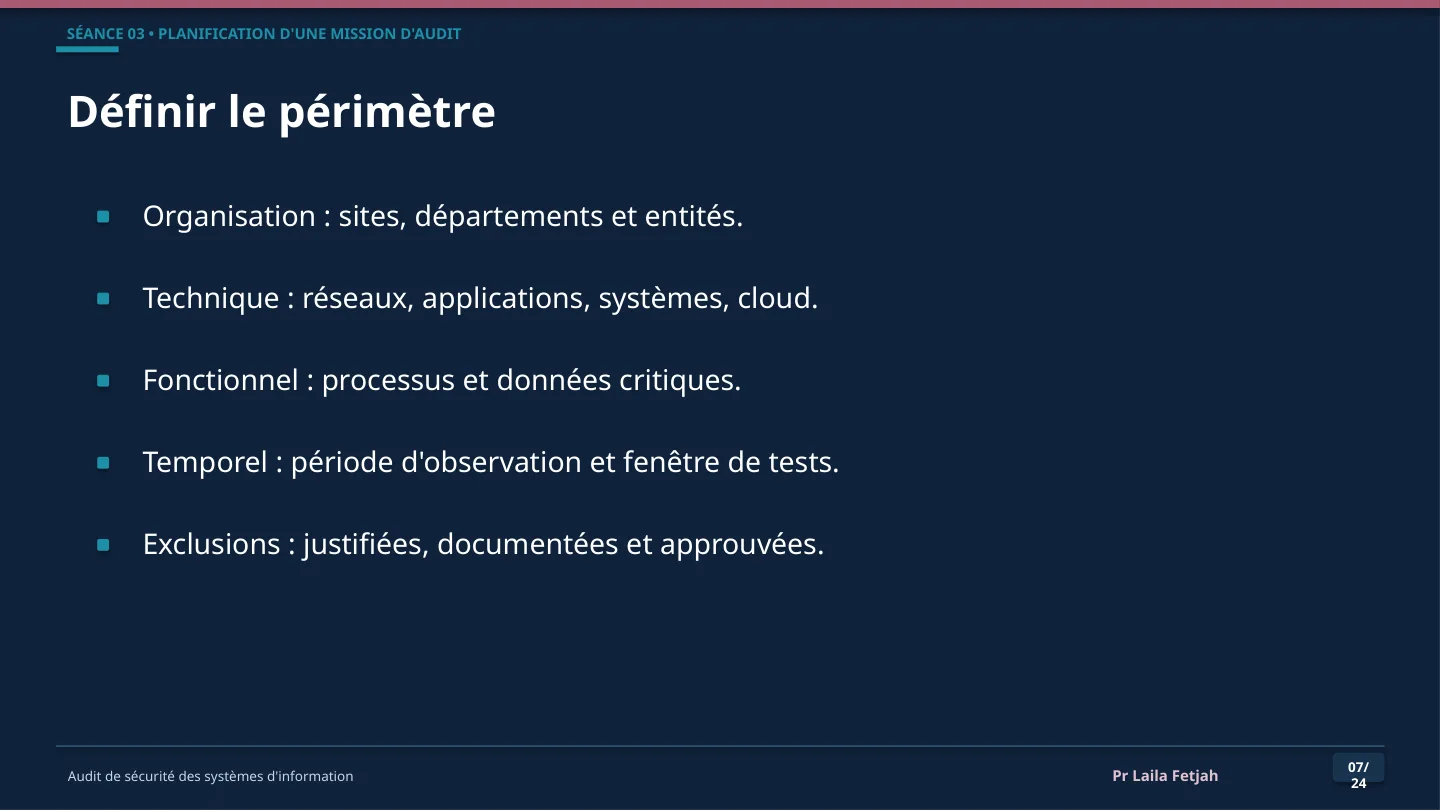 SÉANCE 03 • PLANIFICATION D'UNE MISSION D'AUDIT
Définir le périmètre
Organisation : sites, départements et entités.
Technique : réseaux, applications, systèmes, cloud.
Fonctionnel : processus et données critiques.
Temporel : période d'observation et fenêtre de tests.
Exclusions : justifiées, documentées et approuvées.
Audit de sécurité des systèmes d'information
Pr Laila Fetjah
07/
24